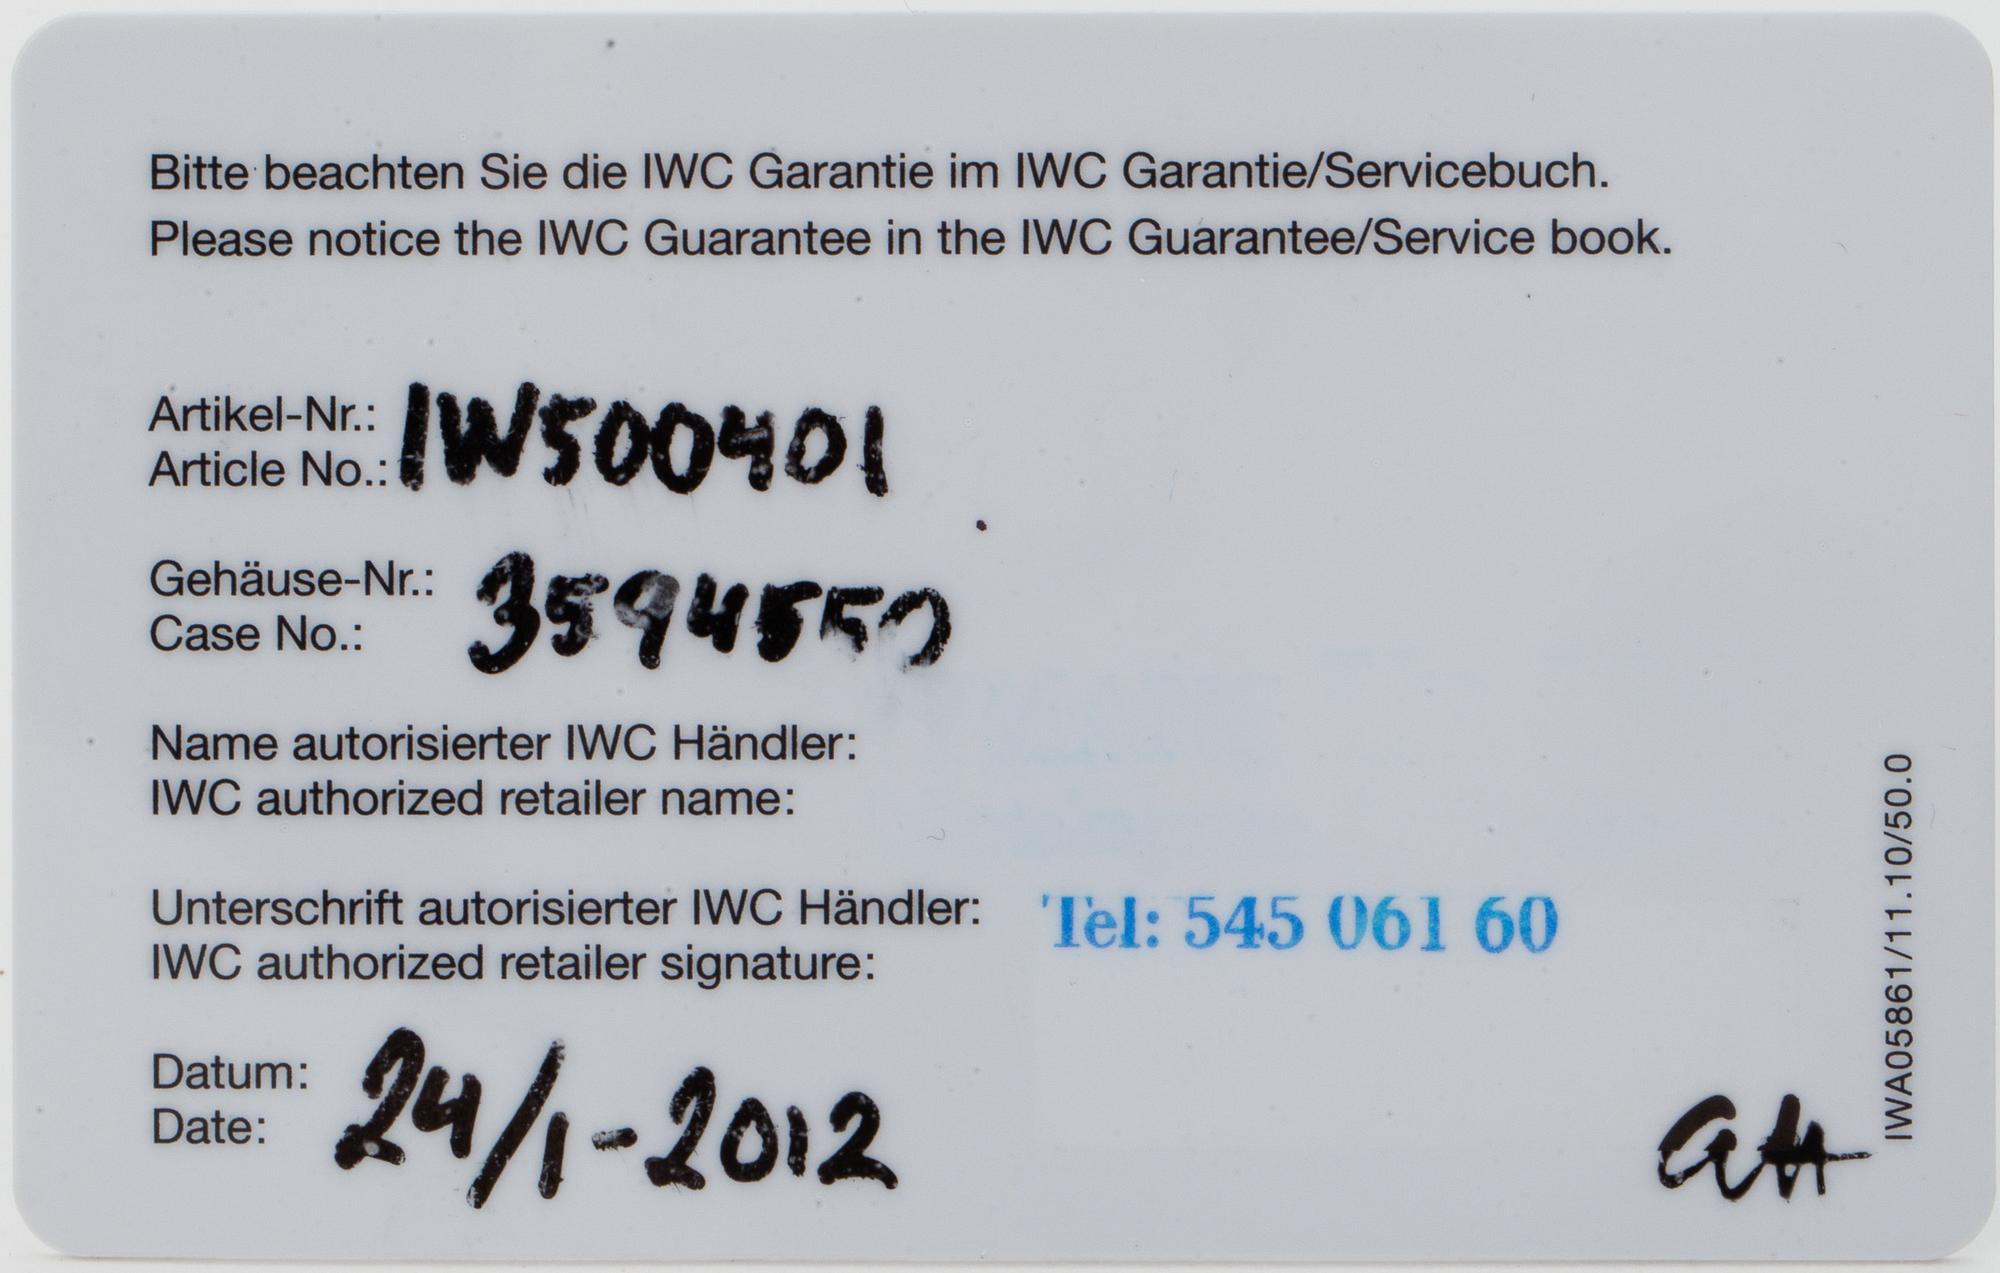 Bitte beachten Sie die IWC Garantie im IWC Garantie/Servicebuch.
Please notice the IWC Guarantee in the IWC Guarantee/Service book.
Artikel-Nr.:
Article No.: IW500401
Gehäuse-Nr.:
Case No.: 3594550
Name autorisierter IWC Händler:
IWC authorized retailer name:
Unterschrift autorisierter IWC Händler:
IWC authorized retailer signature:
Tel: 545 061 60
Datum:
Date: 24/1-2012
IWA05861/11.10/50.0